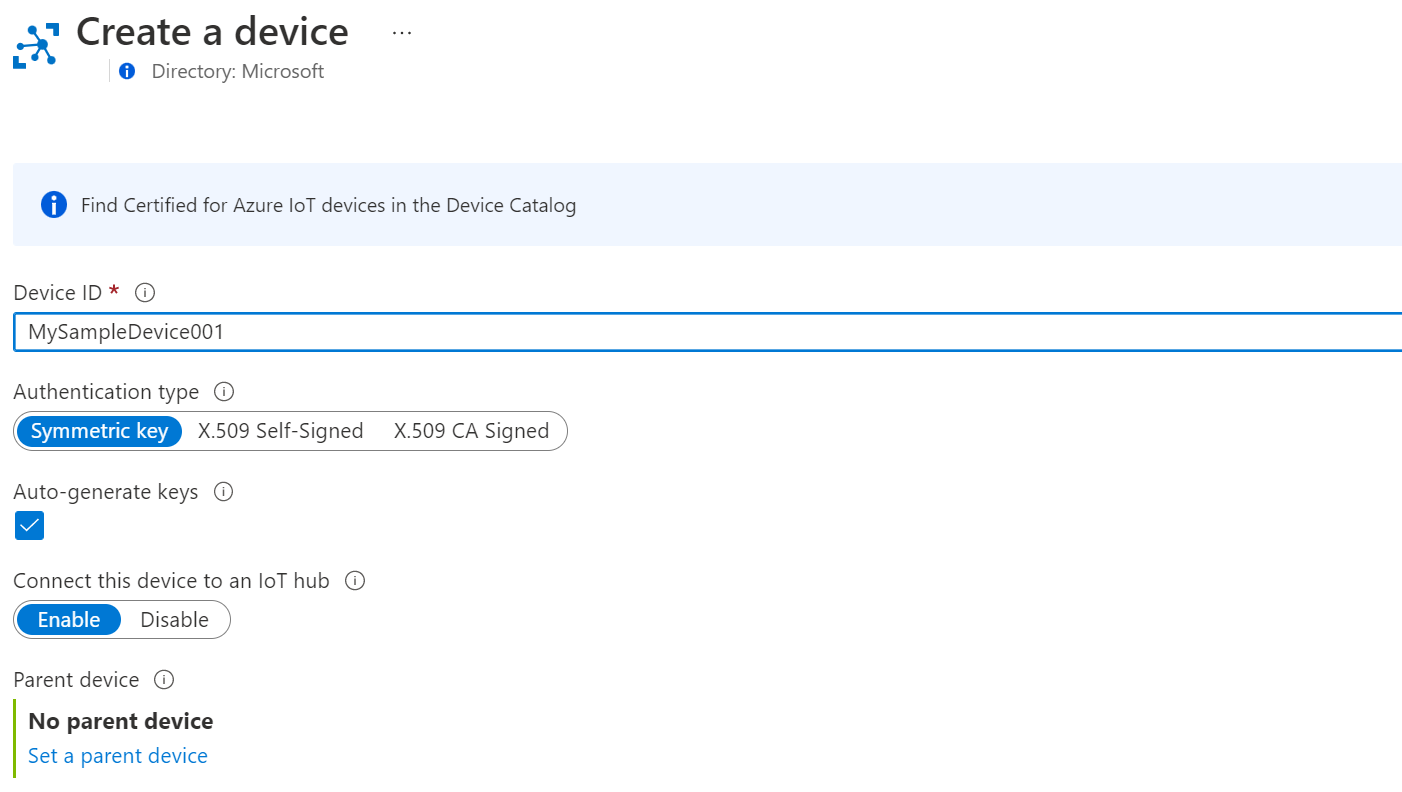 Create a device ...
Directory: Microsoft
Find Certified for Azure IoT devices in the Device Catalog
Device ID *
MySampleDevice001
Authentication type
Symmetric key X.509 Self-Signed X.509 CA Signed
Auto-generate keys
Connect this device to an IoT hub
Enable Disable
Parent device
No parent device
Set a parent device